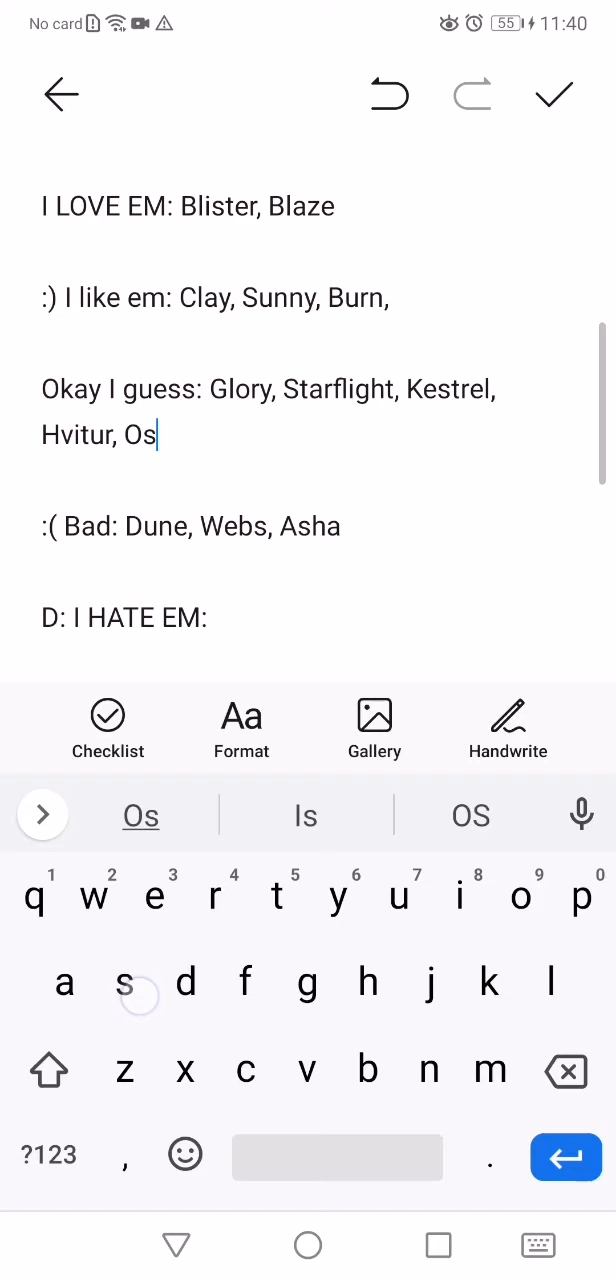 No card 55 11:40
I LOVE EM: Blister, Blaze
:) I like em: Clay, Sunny, Burn,
Okay I guess: Glory, Starflight, Kestrel,
Hvitur, Os
:( Bad: Dune, Webs, Asha
D: I HATE EM:
Checklist Aa Format Gallery Handwrite
Os Is OS
1 2 3 4 5 6 7 8 9 0
q w e r t y u i o p
a s d f g h j k l
z x c v b n m
?123 , .